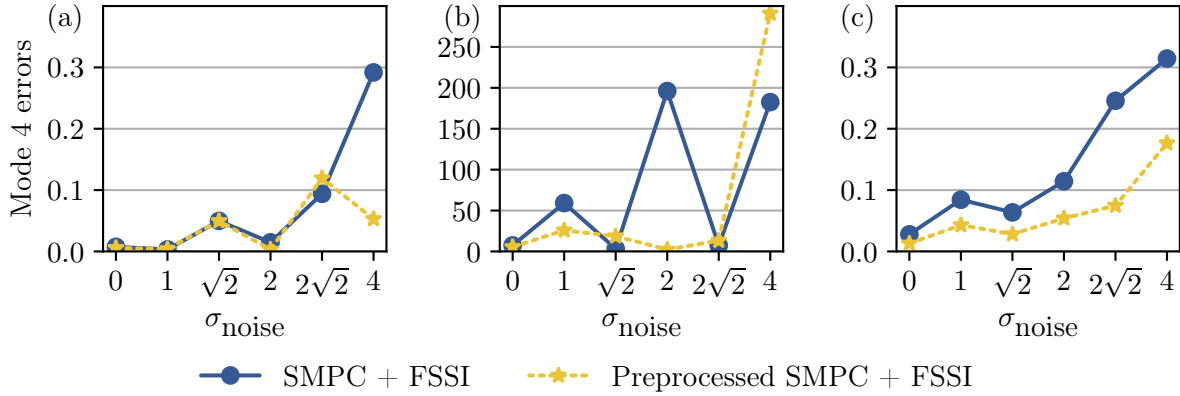 (a)
Mode 4 errors
0.3
0.2
0.1
0.0
0 1 √2 2 2√2 4
σnoise
(b)
250
200
150
100
50
0
0 1 √2 2 2√2 4
σnoise
(c)
0.3
0.2
0.1
0.0
0 1 √2 2 2√2 4
σnoise
SMPC + FSSI
Preprocessed SMPC + FSSI